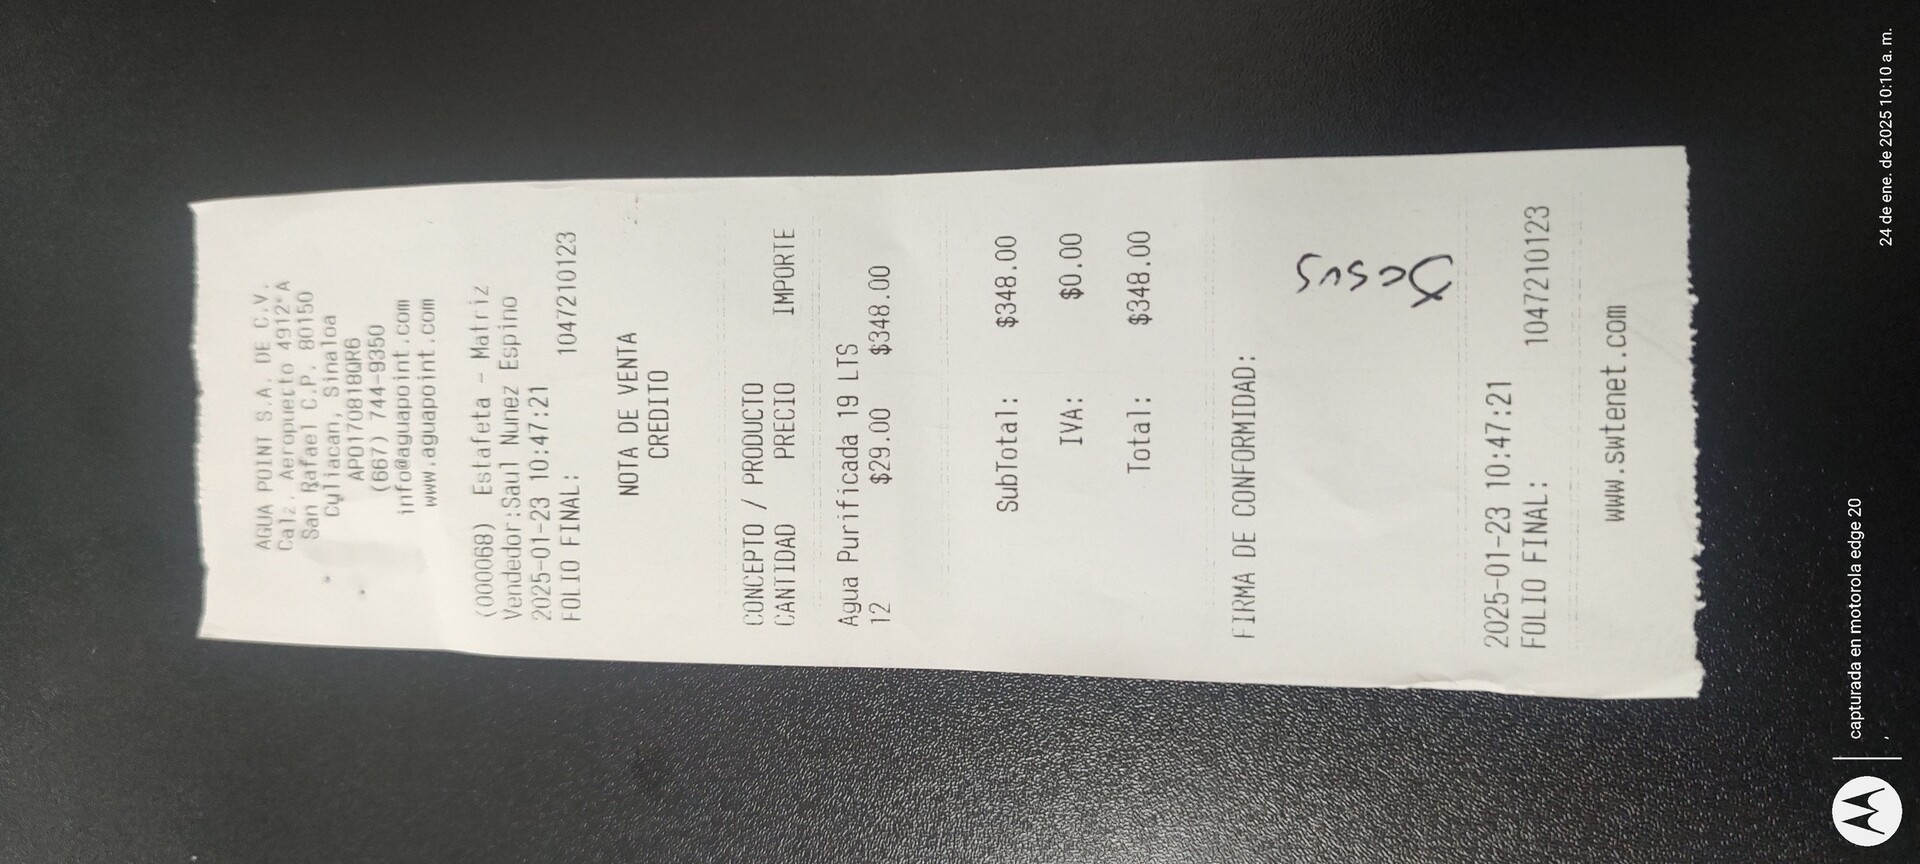 AGUA POINT S.A. DE C.V.
Calz. Aeropuerto 4912*A
San Rafael C.P. 80150
Culiacan, Sinaloa
APO170818QR6
(667) 744-9350
info@aguapoint.com
www.aguapoint.com
(000068) Estafeta - Matriz
Vendedor:Saul Nunez Espino
2025-01-23 10:47:21
FOLIO FINAL: 1047210123
NOTA DE VENTA
CREDITO
CONCEPTO / PRODUCTO
CANTIDAD PRECIO IMPORTE
Agua Purificada 19 LTS
12 $29.00 $348.00
SubTotal: $348.00
IVA: $0.00
Total: $348.00
FIRMA DE CONFORMIDAD:
Jesus
2025-01-23 10:47:21
FOLIO FINAL: 1047210123
www.swtenet.com
capturada en motorola edge 20
,
24 de ene. de 2025 10:10 a. m.